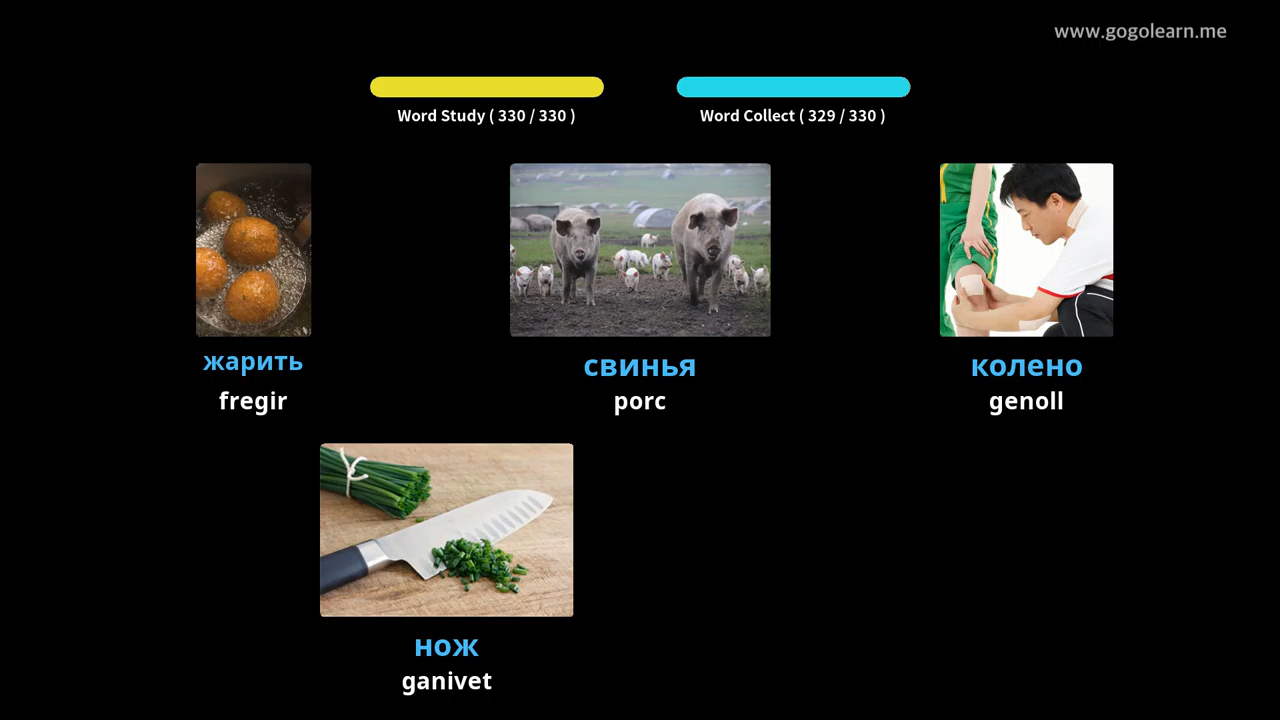 www.gogolearn.me
Word Study ( 330 / 330 )
Word Collect ( 329 / 330 )
жарить
fregir
свинья
porc
колено
genoll
нож
ganivet